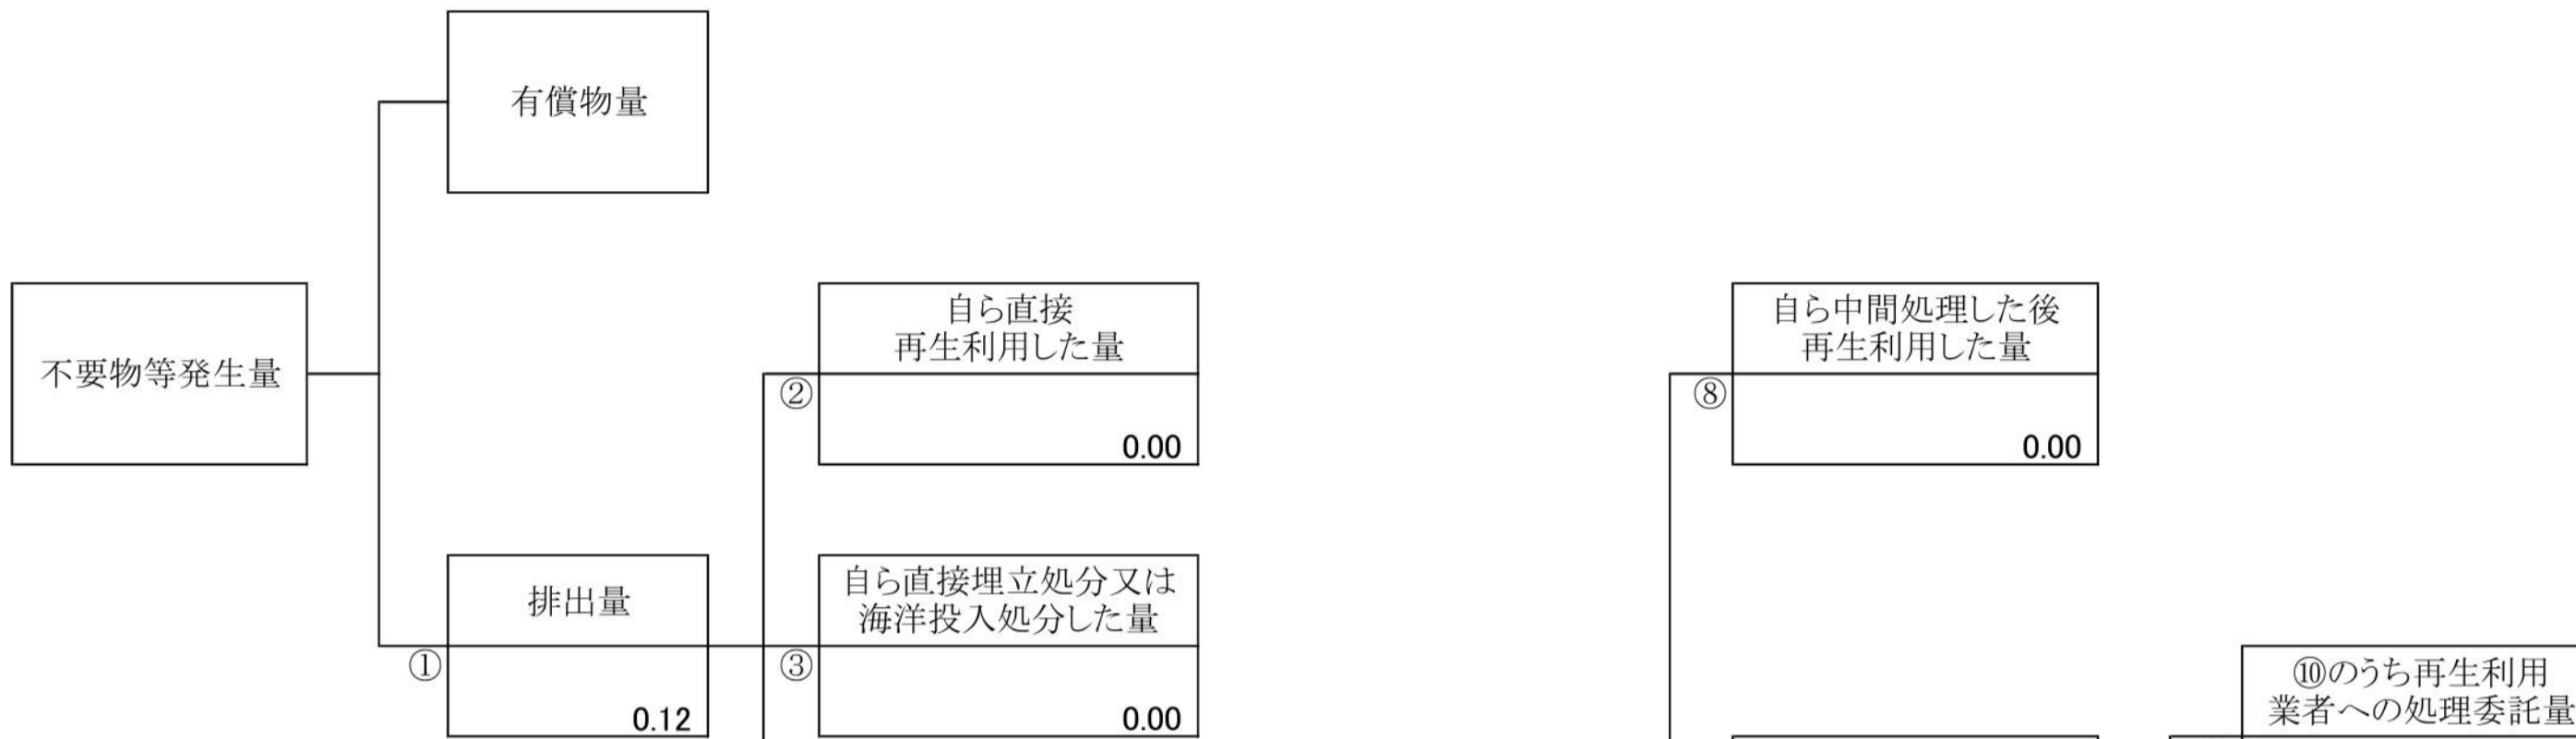 有償物量
不要物等発生量
自ら直接
再生利用した量
②
0.00
自ら中間処理した後
再生利用した量
⑧
0.00
排出量
①
0.12
自ら直接埋立処分又は
海洋投入処分した量
③
0.00
⑩のうち再生利用
業者への処理委託量